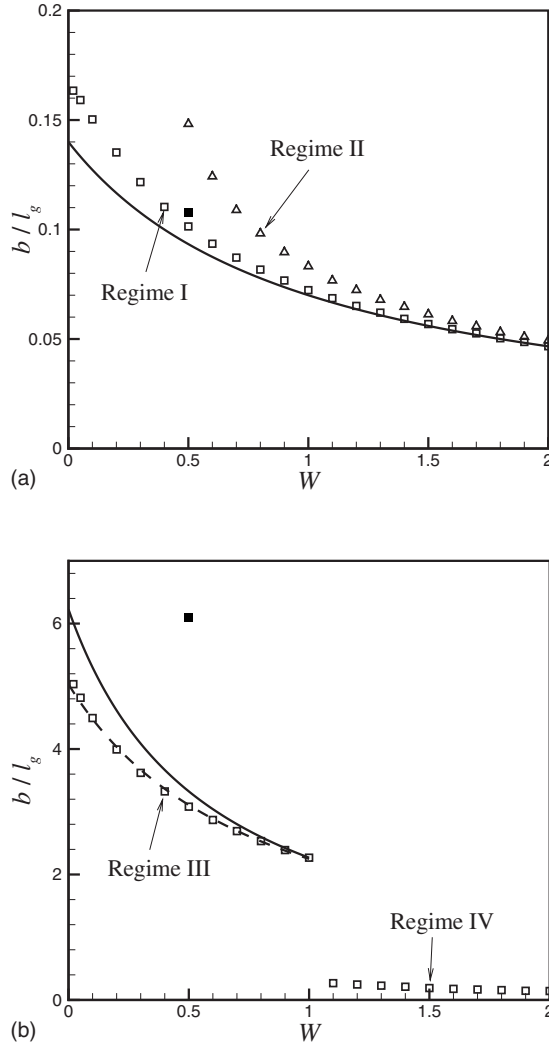 0.2
0.15
0.1
0.05
0
b / l_g
Regime II
Regime I
0 0.5 1 1.5 2
(a) W
6
4
2
0
b / l_g
Regime III
Regime IV
0 0.5 1 1.5 2
(b) W